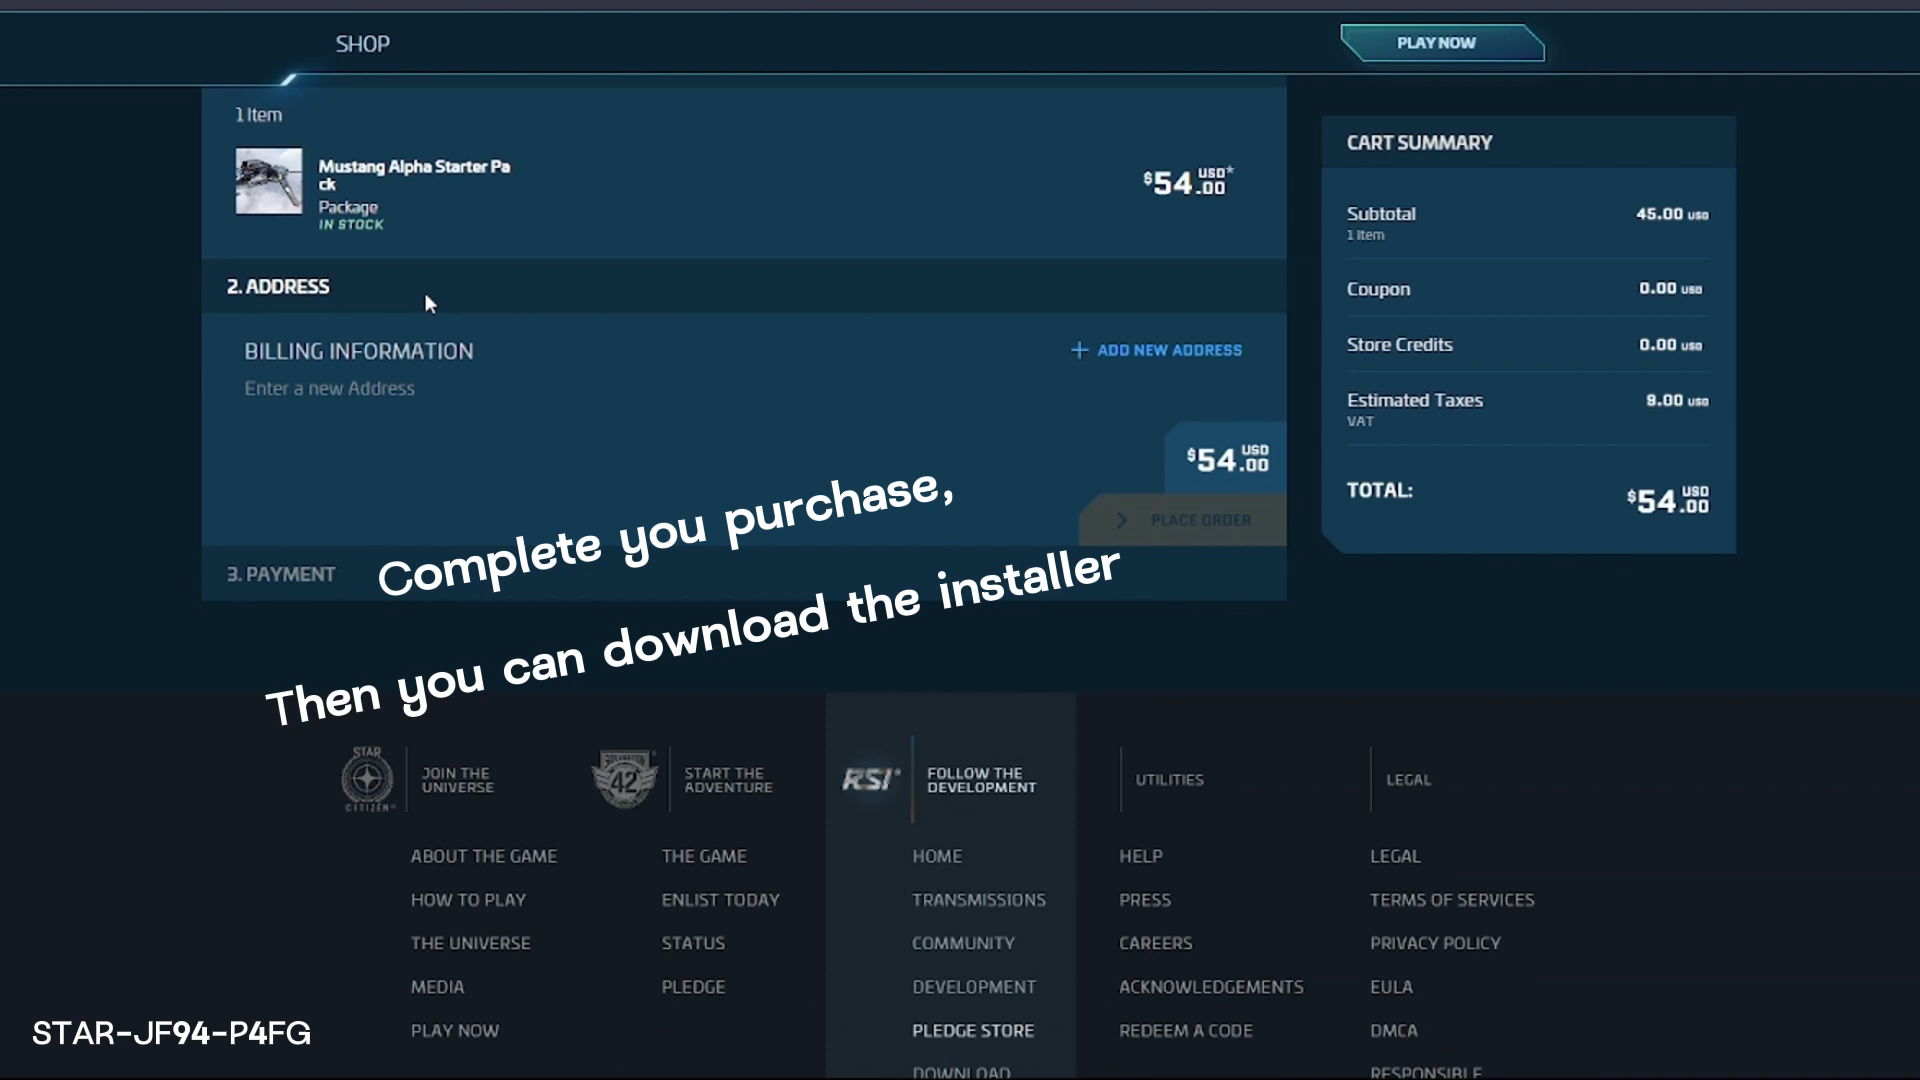 SHOP
PLAY NOW
1 Item
Mustang Alpha Starter Pa
ck
Package
IN STOCK
$54.00 USD*
CART SUMMARY
Subtotal 45.00 USD
1 Item
Coupon 0.00 USD
Store Credits 0.00 USD
Estimated Taxes 9.00 USD
VAT
TOTAL: $54.00 USD
2. ADDRESS
BILLING INFORMATION
+ ADD NEW ADDRESS
Enter a new Address
$54.00 USD
PLACE ORDER
3. PAYMENT
Complete you purchase,
Then you can download the installer
STAR
CITIZEN
JOIN THE
UNIVERSE
ABOUT THE GAME
HOW TO PLAY
THE UNIVERSE
MEDIA
PLAY NOW
SQUADRON
42
START THE
ADVENTURE
THE GAME
ENLIST TODAY
STATUS
PLEDGE
RSI
FOLLOW THE
DEVELOPMENT
HOME
TRANSMISSIONS
COMMUNITY
DEVELOPMENT
PLEDGE STORE
DOWNLOAD
UTILITIES
HELP
PRESS
CAREERS
ACKNOWLEDGEMENTS
REDEEM A CODE
LEGAL
LEGAL
TERMS OF SERVICES
PRIVACY POLICY
EULA
DMCA
RESPONSIBLE
STAR-JF94-P4FG